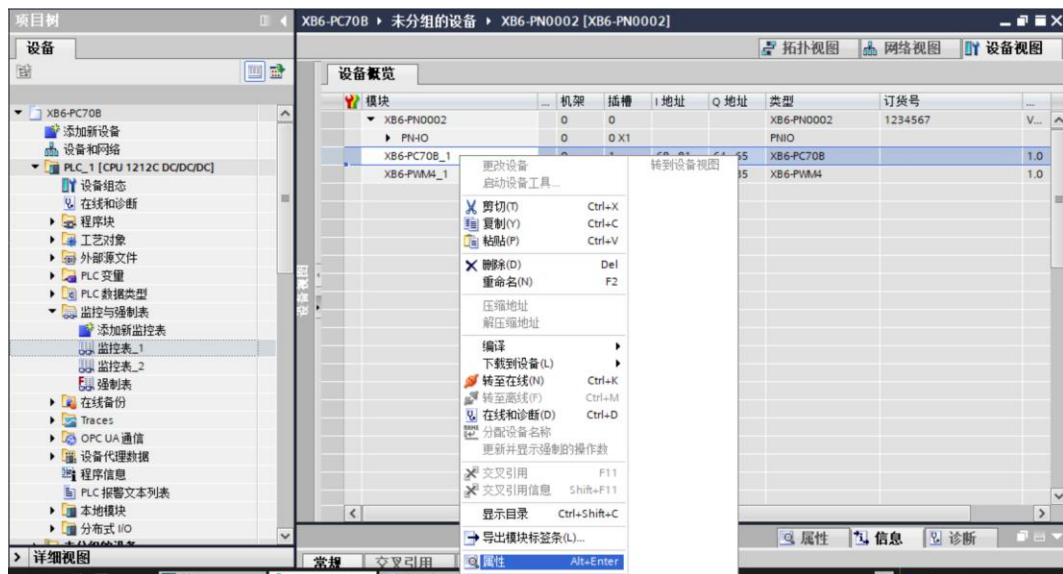 项目树
XB6-PC70B ▸ 未分组的设备 ▸ XB6-PN0002 [XB6-PN0002]
设备
拓扑视图 网络视图 设备视图
设备概览
模块 ... 机架 插槽 I 地址 Q 地址 类型 订货号 ...
XB6-PN0002 0 0 XB6-PN0002 1234567 V...
PN-IO 0 0 X1 PNIO
XB6-PC70B_1 0 1 68...81 64...65 XB6-PC70B 1.0
XB6-PWM4_1 XB6-PWM4 1.0
XB6-PC70B
添加新设备
设备和网络
PLC_1 [CPU 1212C DC/DC/DC]
设备组态
在线和诊断
程序块
工艺对象
外部源文件
PLC 变量
PLC 数据类型
监控与强制表
添加新监控表
监控表_1
监控表_2
强制表
在线备份
Traces
OPC UA 通信
设备代理数据
程序信息
PLC 报警文本列表
本地模块
分布式 I/O
详细视图
更改设备
转到设备视图
启动设备工具...
剪切(T) Ctrl+X
复制(Y) Ctrl+C
粘贴(P) Ctrl+V
删除(D) Del
重命名(N) F2
压缩地址
解压缩地址
编译
下载到设备(L)
转至在线(N) Ctrl+K
转至离线(F) Ctrl+M
在线和诊断(D) Ctrl+D
分配设备名称
更新并显示强制的操作数
交叉引用 F11
交叉引用信息 Shift+F11
显示目录 Ctrl+Shift+C
导出模块标签条(L)...
属性 Alt+Enter
属性 信息 诊断
常规 交叉引用